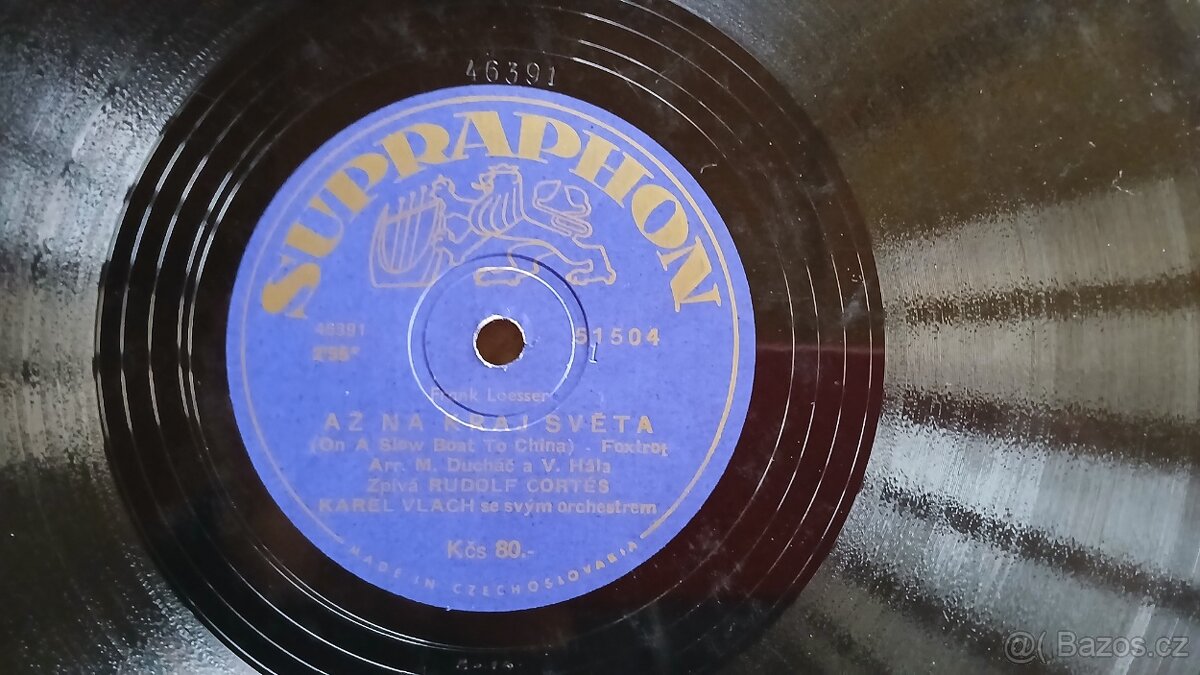 46391
SUPRAPHON
46391
51504
1
Frank Loesser
AŽ NA KRAJ SVĚTA
(On A Slow Boat To China) - Foxtrot
Arr. M. Ducháč a V. Hála
Zpívá RUDOLF CORTÉS
KAREL VLACH se svým orchestrem
Kčs 80.-
MADE IN CZECHOSLOVAKIA
@( Bazos.cz